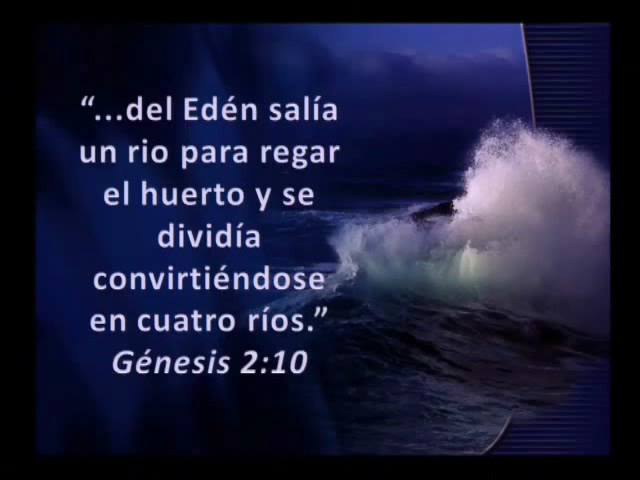 “...del Edén salía
un rio para regar
el huerto y se
dividía
convirtiéndose
en cuatro ríos.”
Génesis 2:10